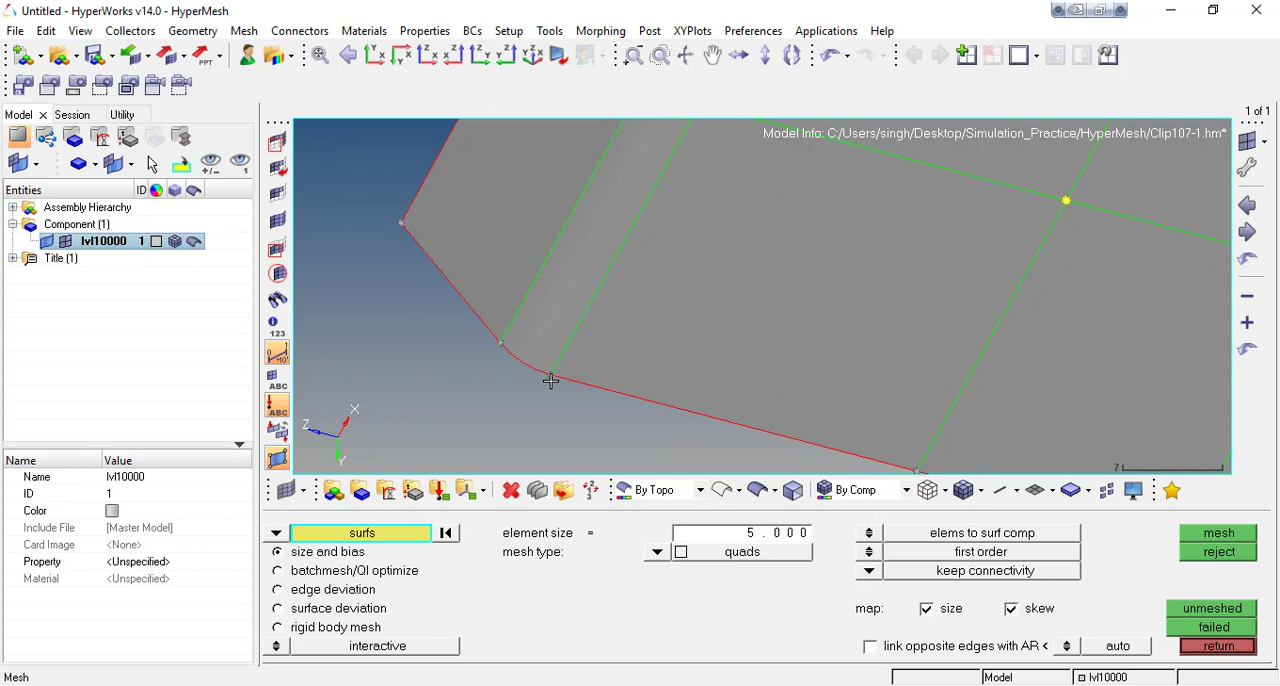 Untitled - HyperWorks v14.0 - HyperMesh
File Edit View Collectors Geometry Mesh Connectors Materials Properties BCs Setup Tools Morphing Post XYPlots Preferences Applications Help
PPT
Model Session Utility
1 of 1
Model Info: C:/Users/singh/Desktop/Simulation_Practice/HyperMesh/Clip107-1.hm*
Entities ID
Assembly Hierarchy
Component (1)
lvl10000 1
Title (1)
123
ABC
ABC
X
Z
Y
7
Name Value
Name lvl10000
ID 1
Color
Include File [Master Model]
Card Image <None>
Property <Unspecified>
Material <Unspecified>
By Topo
By Comp
surfs
element size = 5.000
elems to surf comp
mesh
size and bias
mesh type: quads
first order
reject
batchmesh/QI optimize
keep connectivity
edge deviation
surface deviation
map: size skew
unmeshed
rigid body mesh
failed
interactive
link opposite edges with AR < auto
return
Mesh
Model
lvl10000